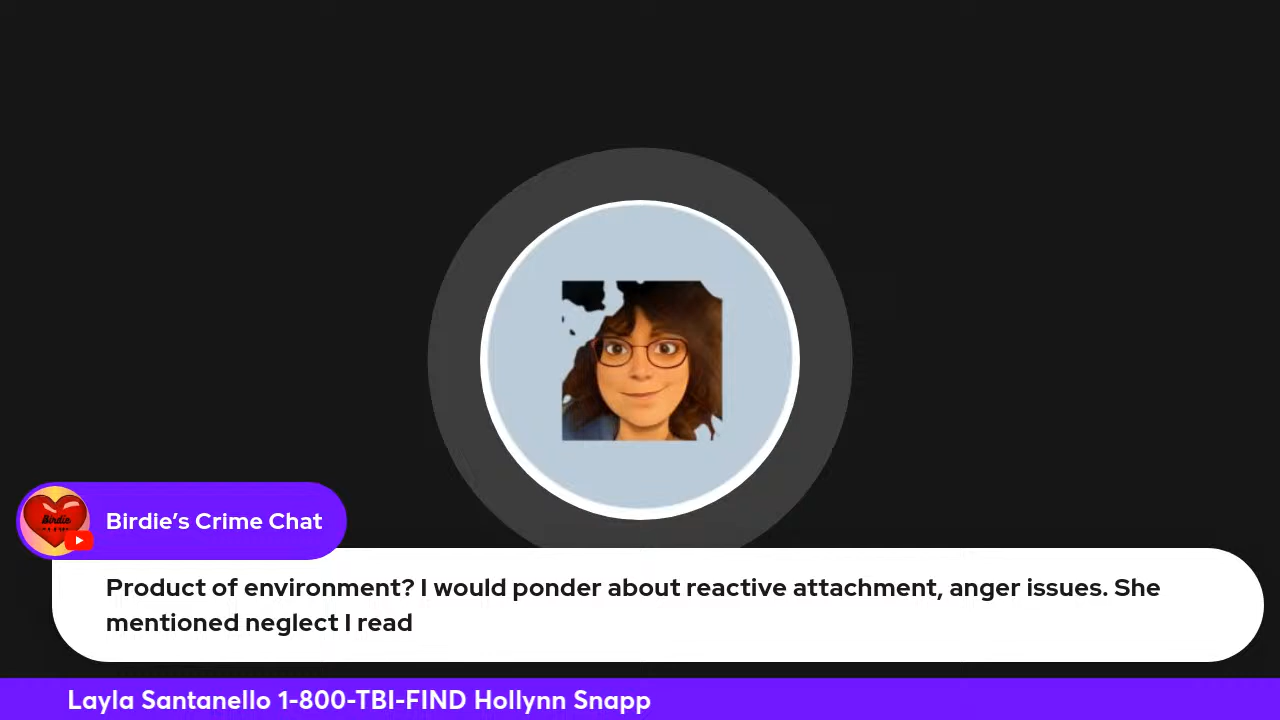 Birdie
Birdie’s Crime Chat
Product of environment? I would ponder about reactive attachment, anger issues. She
mentioned neglect I read
Layla Santanello 1-800-TBI-FIND Hollynn Snapp